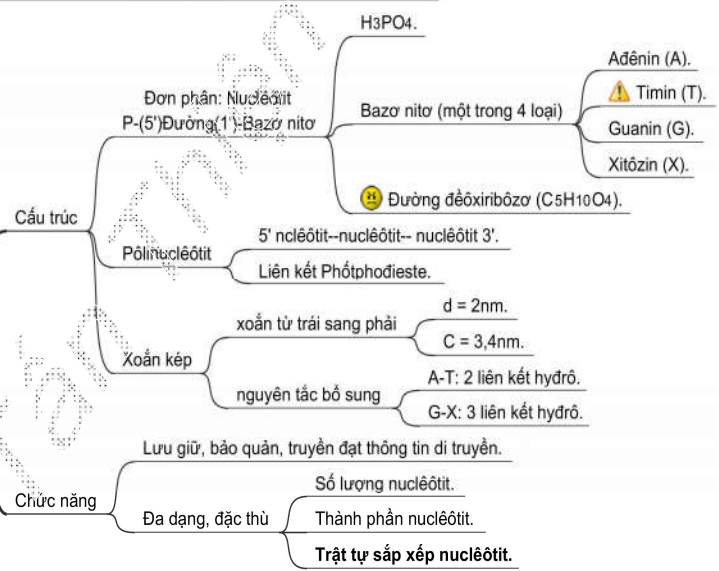 H3PO4.
Đơn phân: Nuclêôtit
P-(5')Đường(1')-Bazơ nitơ
Bazơ nitơ (một trong 4 loại)
Ađênin (A).
Timin (T).
Guanin (G).
Xitôzin (X).
Đường đêôxiribôzơ (C5H10O4).
Cấu trúc
Pôlinuclêôtit
5' nclêôtit--nuclêôtit-- nuclêôtit 3'.
Liên kết Phốtphođieste.
Xoắn kép
xoắn từ trái sang phải
d = 2nm.
C = 3,4nm.
nguyên tắc bổ sung
A-T: 2 liên kết hyđrô.
G-X: 3 liên kết hyđrô.
Chức năng
Lưu giữ, bảo quản, truyền đạt thông tin di truyền.
Đa dạng, đặc thù
Số lượng nuclêôtit.
Thành phần nuclêôtit.
Trật tự sắp xếp nuclêôtit.